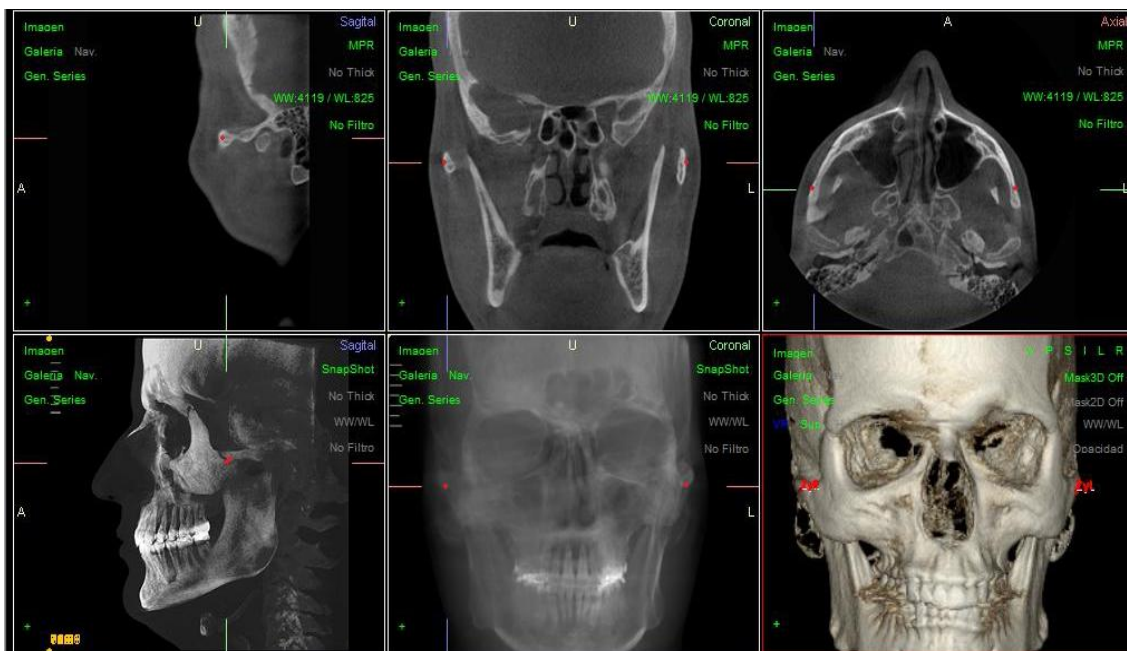 Imagen U Sagital
MPR
Galeria Nav.
No Thick
Gen. Series
WW:4119 / WL:825
No Filtro
A
Imagen U Coronal
MPR
Galeria Nav.
No Thick
Gen. Series
WW:4119 / WL:825
No Filtro
L
Imagen A Axial
MPR
Galeria Nav.
No Thick
Gen. Series
WW:4119 / WL:825
No Filtro
L
Imagen U Sagital
SnapShot
Galeria Nav.
No Thick
Gen. Series
WW/WL
No Filtro
A
Imagen U Coronal
SnapShot
Galeria Nav.
No Thick
Gen. Series
WW/WL
No Filtro
L
Imagen P S I L R
Galeria Mask3D Off
Gen. Series Mask2D Off
Sup. WW/WL
Opacidad
ZyR ZyL